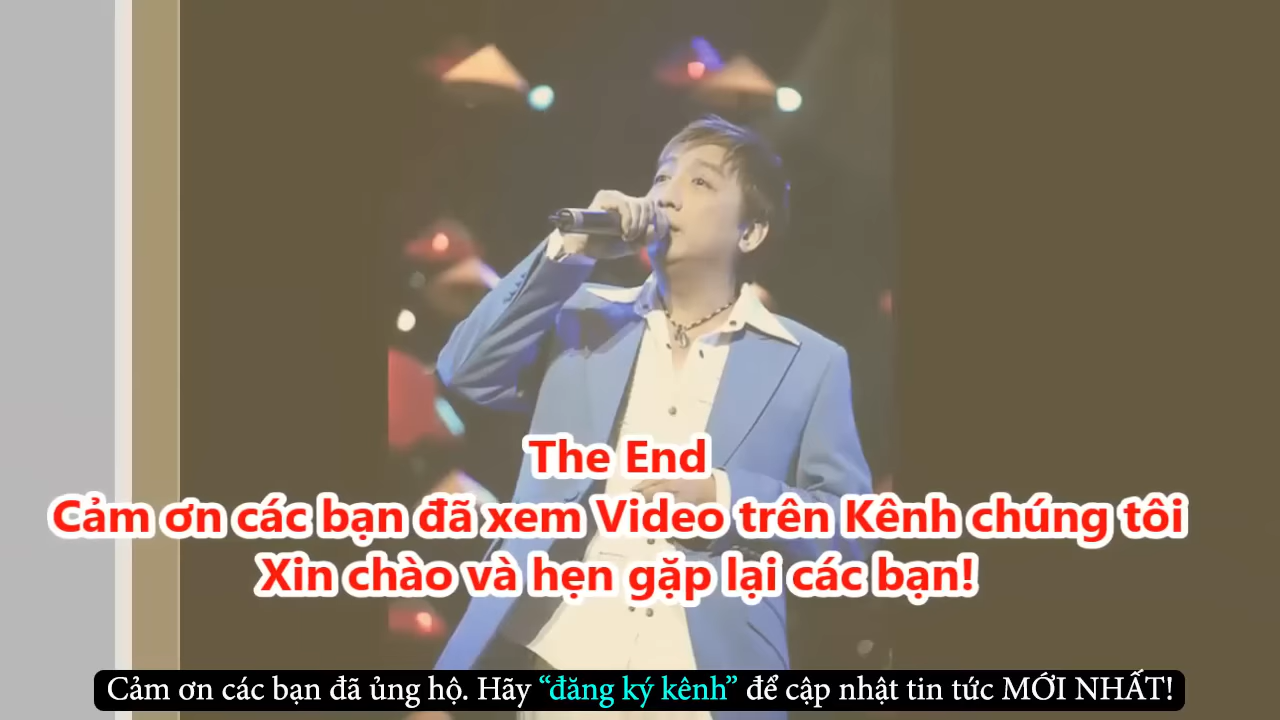 The End
Cảm ơn các bạn đã xem Video trên Kênh chúng tôi
Xin chào và hẹn gặp lại các bạn!
Cảm ơn các bạn đã ủng hộ. Hãy “đăng ký kênh” để cập nhật tin tức MỚI NHẤT!